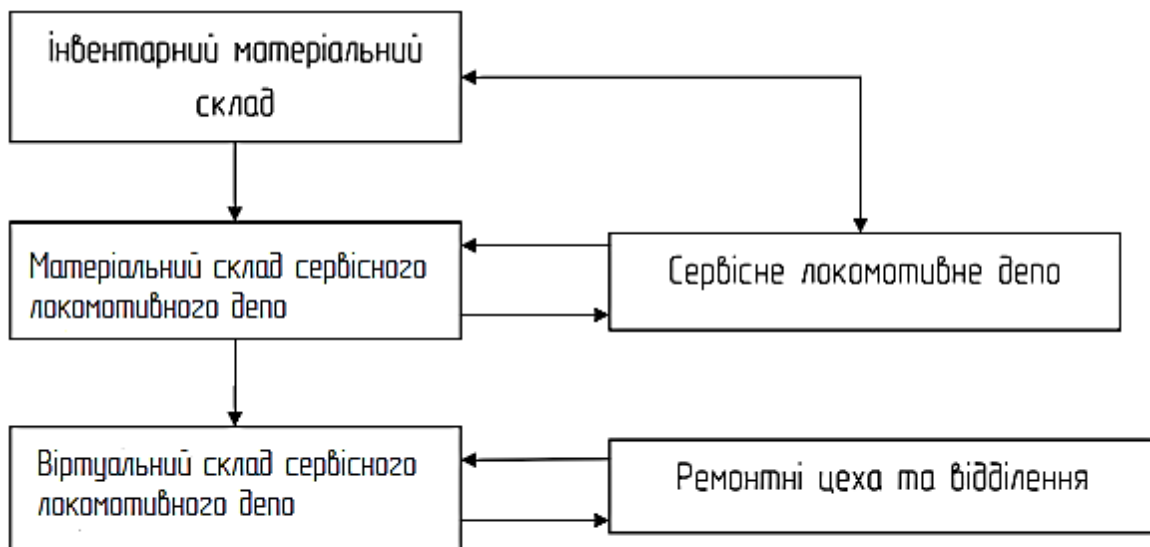 Інвентарний матеріальний
склад
Матеріальний склад сервісного
локомотивного депо
Сервісне локомотивне депо
Віртуальний склад сервісного
локомотивного депо
Ремонтні цеха та відділення